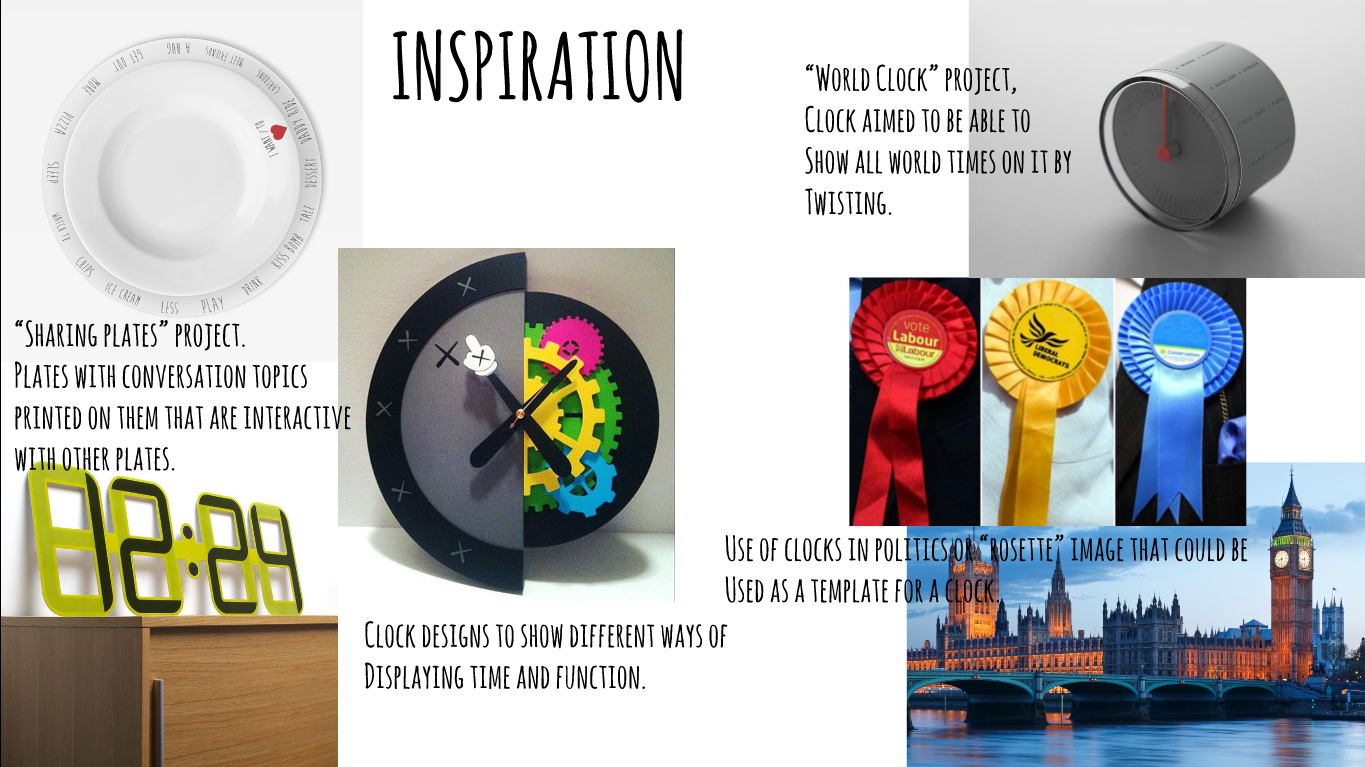 INSPIRATION
"WORLD CLOCK" PROJECT,
CLOCK AIMED TO BE ABLE TO
SHOW ALL WORLD TIMES ON IT BY
TWISTING.
A HUG
MEET FRIENDS
CARTOONS
DADDY RIDE
DESSERT
TALE
KISS BOMB
DRINK
PLAY
LESS
ICE CREAM
CHIPS
WATCH TV
SLEEP
PIZZA
MORE
GET OUT
I WANT / TO
"SHARING PLATES" PROJECT.
PLATES WITH CONVERSATION TOPICS
PRINTED ON THEM THAT ARE INTERACTIVE
WITH OTHER PLATES.
12:24
vote
Labour
Labour
LIBERAL
DEMOCRATS
Conservatives
USE OF CLOCKS IN POLITICS OR "ROSETTE" IMAGE THAT COULD BE
USED AS A TEMPLATE FOR A CLOCK.
CLOCK DESIGNS TO SHOW DIFFERENT WAYS OF
DISPLAYING TIME AND FUNCTION.